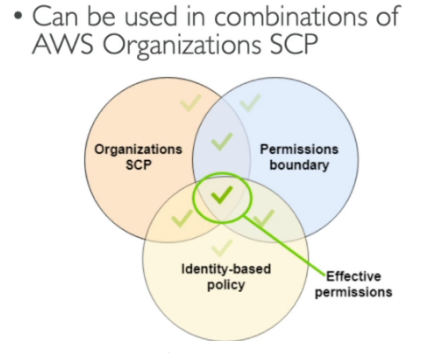 • Can be used in combinations of
AWS Organizations SCP
Organizations
SCP
Permissions
boundary
Identity-based
policy
Effective
permissions